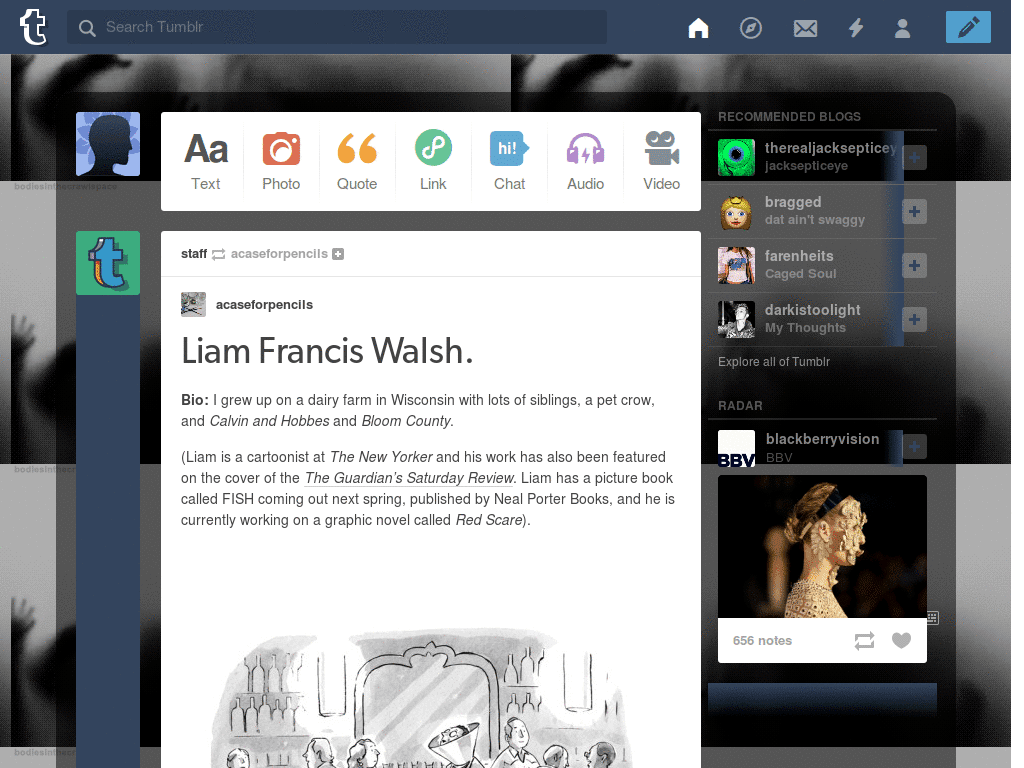 Search Tumblr
Aa
Text
Photo
Quote
Link
hi!
Chat
Audio
Video
staff acaseforpencils
acaseforpencils
Liam Francis Walsh.
Bio: I grew up on a dairy farm in Wisconsin with lots of siblings, a pet crow,
and Calvin and Hobbes and Bloom County.
(Liam is a cartoonist at The New Yorker and his work has also been featured
on the cover of the The Guardian's Saturday Review. Liam has a picture book
called FISH coming out next spring, published by Neal Porter Books, and he is
currently working on a graphic novel called Red Scare).
RECOMMENDED BLOGS
therealjacksepticey
jacksepticeye
bragged
dat ain't swaggy
farenheits
Caged Soul
darkistoolight
My Thoughts
Explore all of Tumblr
RADAR
BBV
blackberryvision
BBV
656 notes